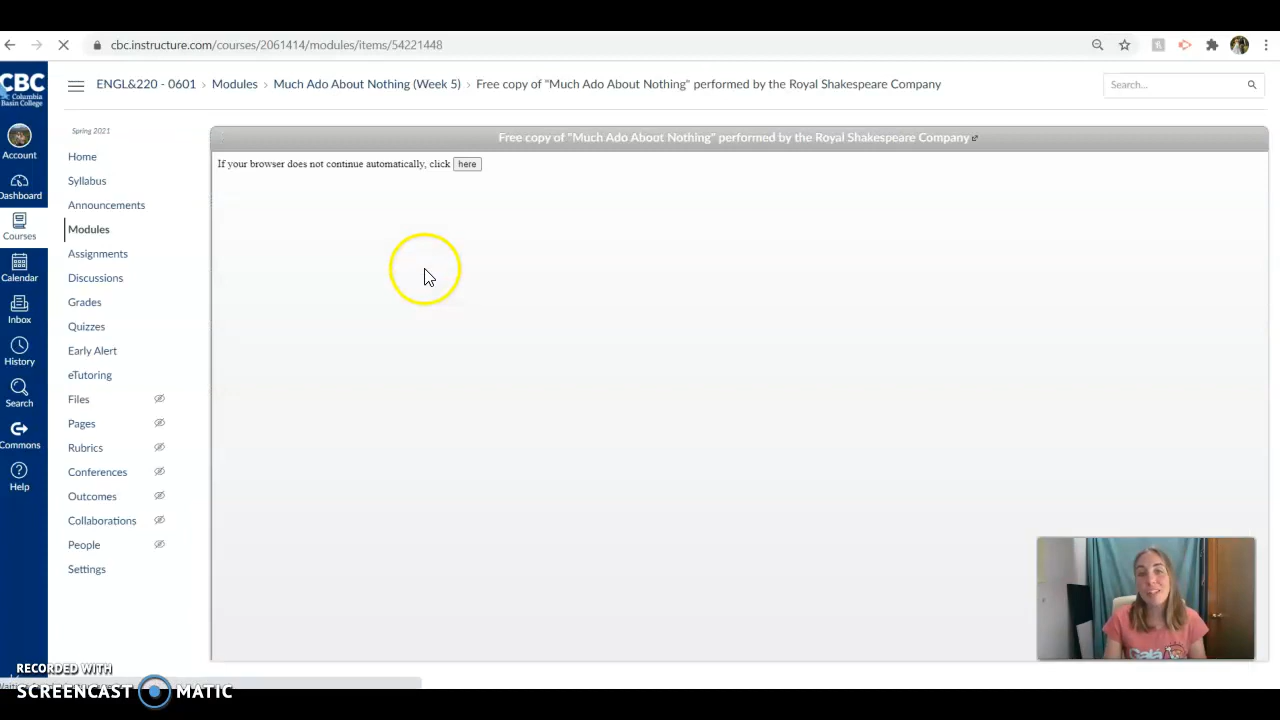 cbc.instructure.com/courses/2061414/modules/items/54221448
CBC
Columbia
Basin College
ENGL&220 - 0601 › Modules › Much Ado About Nothing (Week 5) › Free copy of "Much Ado About Nothing" performed by the Royal Shakespeare Company
Search...
Spring 2021
Free copy of "Much Ado About Nothing" performed by the Royal Shakespeare Company
If your browser does not continue automatically, click here
Account
Dashboard
Courses
Calendar
Inbox
History
Search
Commons
Help
Home
Syllabus
Announcements
Modules
Assignments
Discussions
Grades
Quizzes
Early Alert
eTutoring
Files
Pages
Rubrics
Conferences
Outcomes
Collaborations
People
Settings
RECORDED WITH
SCREENCAST MATIC